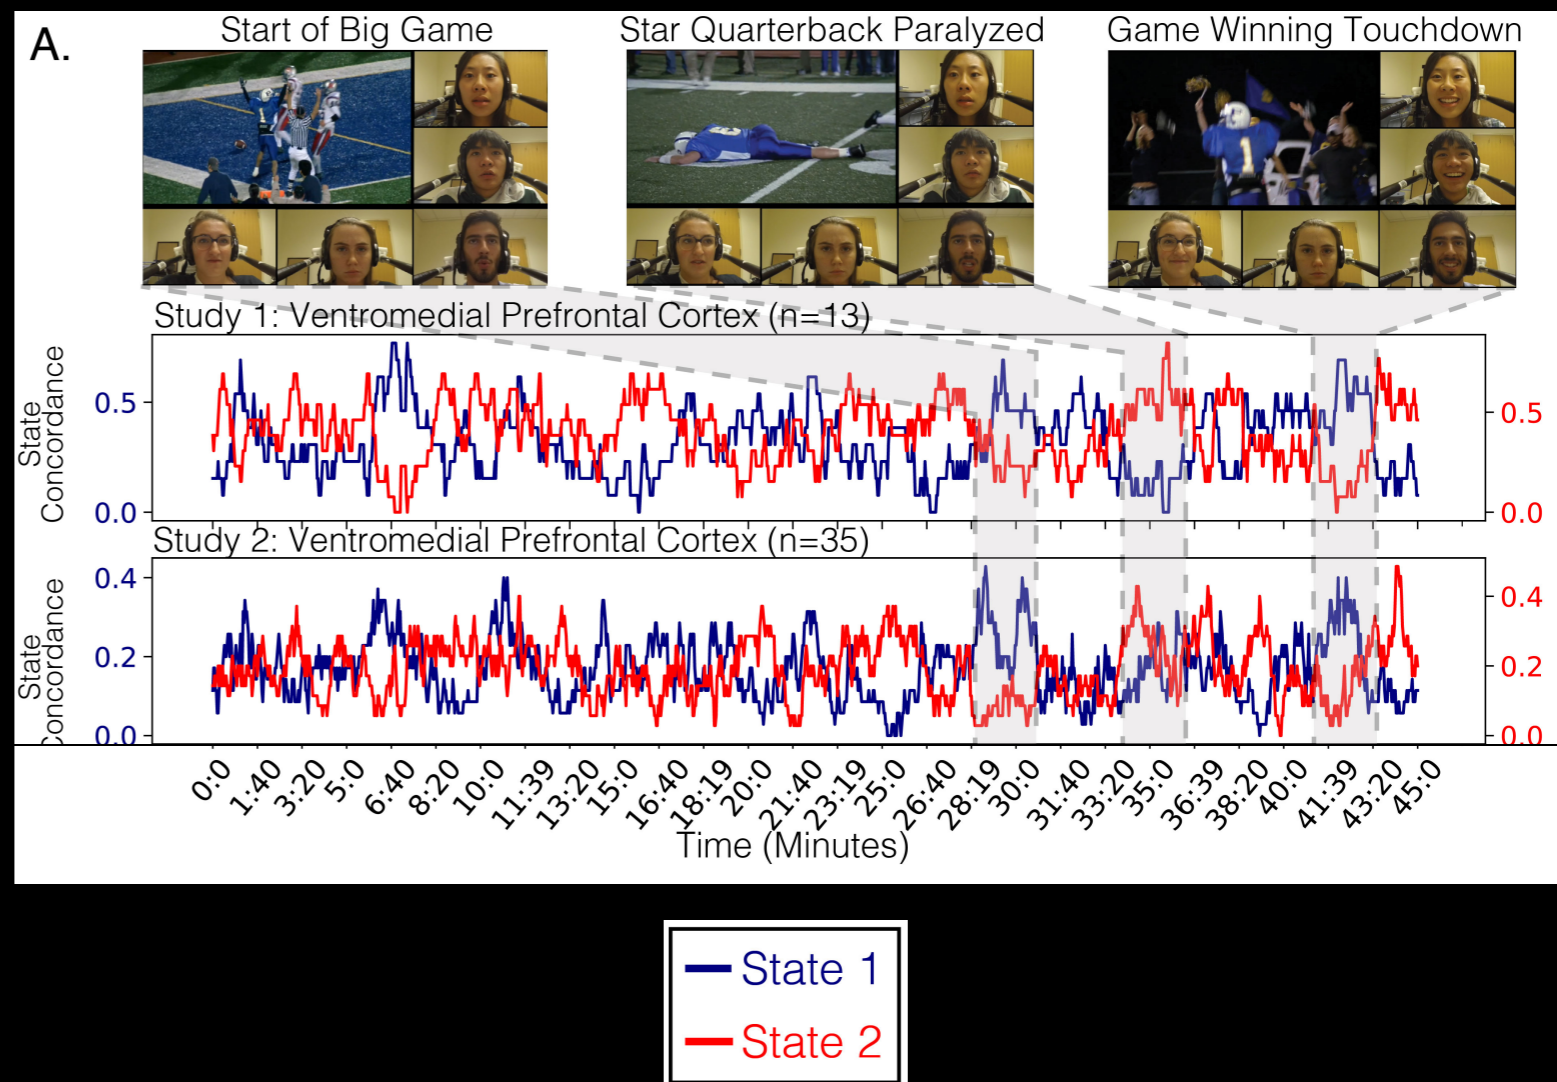 A.
Start of Big Game
Star Quarterback Paralyzed
Game Winning Touchdown
Study 1: Ventromedial Prefrontal Cortex (n=13)
State
Concordance
0.5
0.0
0.5
0.0
Study 2: Ventromedial Prefrontal Cortex (n=35)
State
Concordance
0.4
0.2
0.0
0.4
0.2
0.0
0:0
1:40
3:20
5:0
6:40
8:20
10:0
11:39
13:20
15:0
16:40
18:19
20:0
21:40
23:19
25:0
26:40
28:19
30:0
31:40
33:20
35:0
36:39
38:20
40:0
41:39
43:20
45:0
Time (Minutes)
State 1
State 2